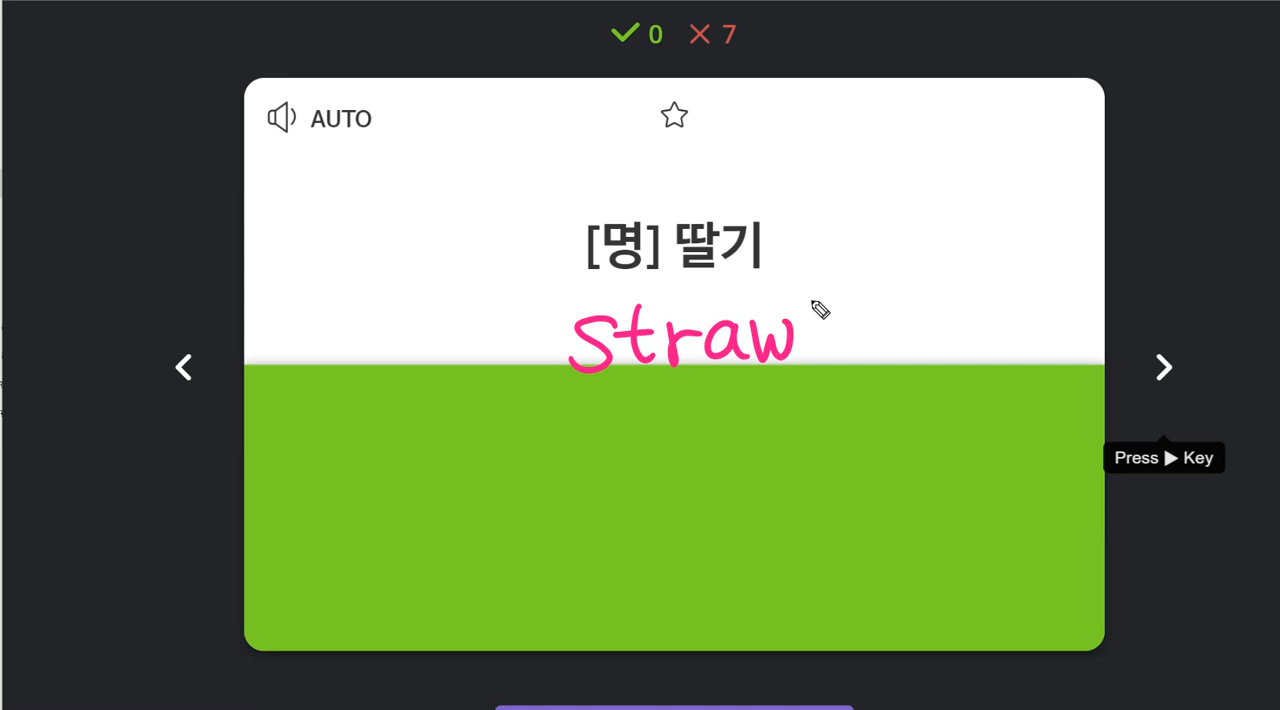 0 7
AUTO
[명] 딸기
straw
Press ▶ Key